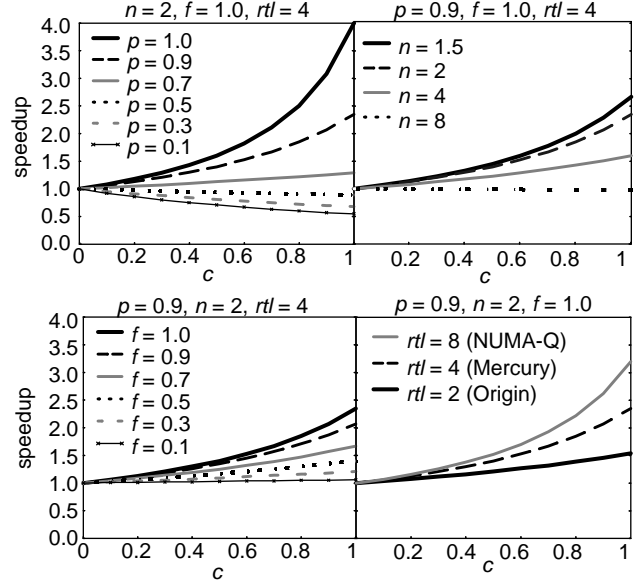 n = 2, f = 1.0, rtl = 4
speedup
4.0
3.5
3.0
2.5
2.0
1.5
1.0
0.5
0.0
p = 1.0
p = 0.9
p = 0.7
p = 0.5
p = 0.3
p = 0.1
0.2 0.4 0.6 0.8 1
c
p = 0.9, f = 1.0, rtl = 4
n = 1.5
n = 2
n = 4
n = 8
0.2 0.4 0.6 0.8 1
c
p = 0.9, n = 2, rtl = 4
speedup
4.0
3.5
3.0
2.5
2.0
1.5
1.0
0.5
0.0
f = 1.0
f = 0.9
f = 0.7
f = 0.5
f = 0.3
f = 0.1
0.2 0.4 0.6 0.8 1
c
p = 0.9, n = 2, f = 1.0
rtl = 8 (NUMA-Q)
rtl = 4 (Mercury)
rtl = 2 (Origin)
0.2 0.4 0.6 0.8 1
c